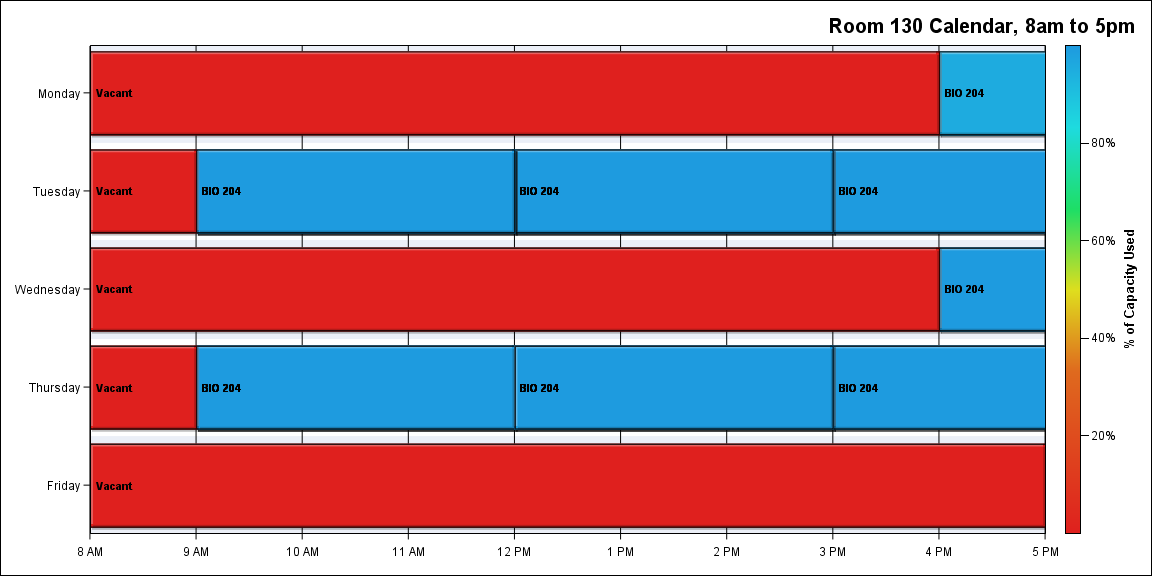 Room 130 Calendar, 8am to 5pm
Monday
Vacant
BIO 204
Tuesday
Vacant
BIO 204
BIO 204
BIO 204
Wednesday
Vacant
BIO 204
Thursday
Vacant
BIO 204
BIO 204
BIO 204
Friday
Vacant
8 AM
9 AM
10 AM
11 AM
12 PM
1 PM
2 PM
3 PM
4 PM
5 PM
80%
60%
40%
20%
% of Capacity Used